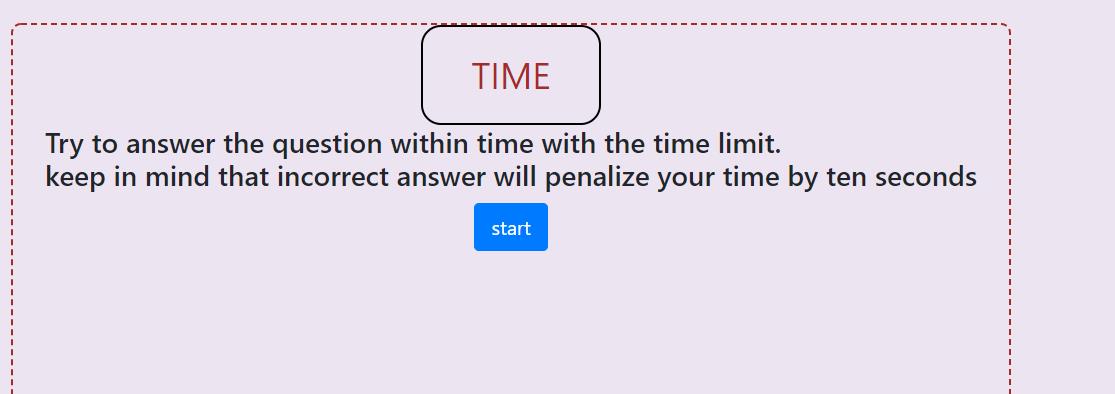 TIME
Try to answer the question within time with the time limit.
keep in mind that incorrect answer will penalize your time by ten seconds
start